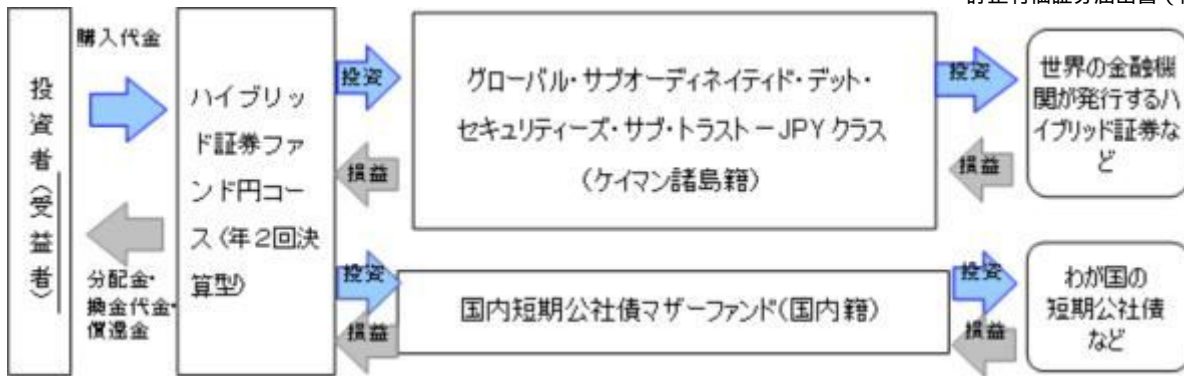 購入代金
投資者(受益者)
分配金・
換金代金・
償還金
ハイブリッ
ド証券ファ
ンド円コー
ス(年2回決
算型)
投資
損益
投資
損益
グローバル・サブオーディネイティド・デット・
セキュリティーズ・サブ・トラスト－JPYクラス
(ケイマン諸島籍)
国内短期公社債マザーファンド(国内籍)
投資
損益
投資
損益
世界の金融機
関が発行するハ
イブリッド証券な
ど
わが国の
短期公社債
など